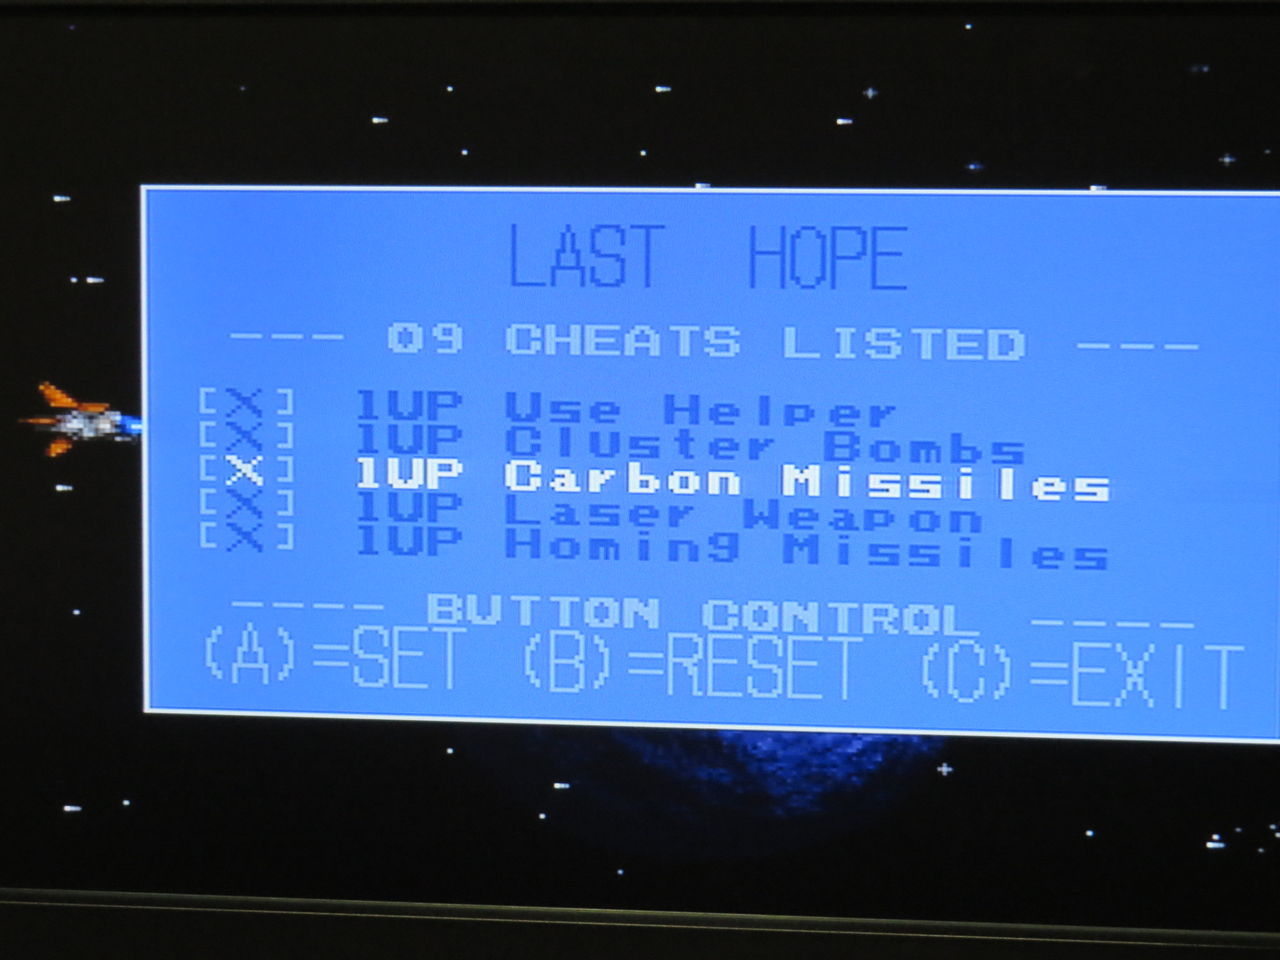 LAST HOPE
--- 09 CHEATS LISTED ---
[X] 1UP Use Helper
[X] 1UP Cluster Bombs
[X] 1UP Carbon Missiles
[X] 1UP Laser Weapon
[X] 1UP Homing Missiles
---- BUTTON CONTROL ----
(A)=SET (B)=RESET (C)=EXIT